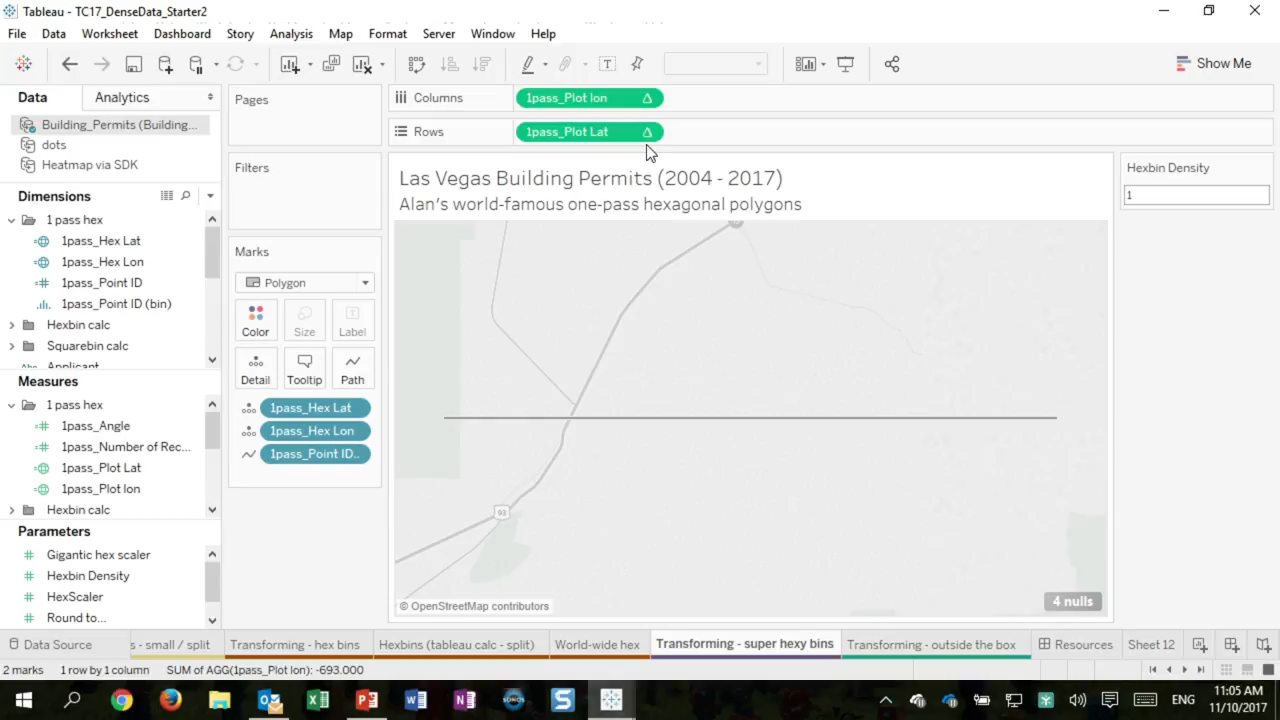 Tableau - TC17_DenseData_Starter2
File Data Worksheet Dashboard Story Analysis Map Format Server Window Help
Show Me
Data Analytics
Building_Permits (Building...
dots
Heatmap via SDK
Dimensions
1 pass hex
1pass_Hex Lat
1pass_Hex Lon
1pass_Point ID
1pass_Point ID (bin)
Hexbin calc
Squarebin calc
Abc Applicant
Measures
1 pass hex
1pass_Angle
1pass_Number of Rec...
1pass_Plot Lat
1pass_Plot lon
Hexbin calc
Parameters
Gigantic hex scaler
Hexbin Density
HexScaler
Round to...
Pages
Filters
Marks
Polygon
Color Size Label
Detail Tooltip Path
1pass_Hex Lat
1pass_Hex Lon
1pass_Point ID..
Columns 1pass_Plot lon
Rows 1pass_Plot Lat
Las Vegas Building Permits (2004 - 2017)
Alan's world-famous one-pass hexagonal polygons
93
© OpenStreetMap contributors
4 nulls
Hexbin Density
1
Data Source s - small / split Transforming - hex bins Hexbins (tableau calc - split) World-wide hex Transforming - super hexy bins Transforming - outside the box Resources Sheet 12
2 marks 1 row by 1 column SUM of AGG(1pass_Plot lon): -693.000
SONOS
ENG
11:05 AM
11/10/2017